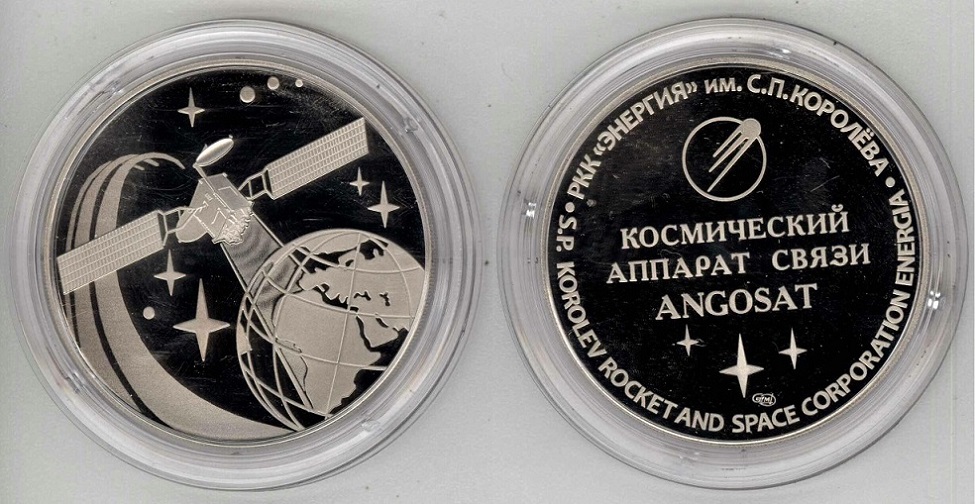 РКК «ЭНЕРГИЯ» ИМ. С.П. КОРОЛЁВА •
S.P. KOROLEV ROCKET AND SPACE CORPORATION ENERGIA •
КОСМИЧЕСКИЙ
АППАРАТ СВЯЗИ
ANGOSAT